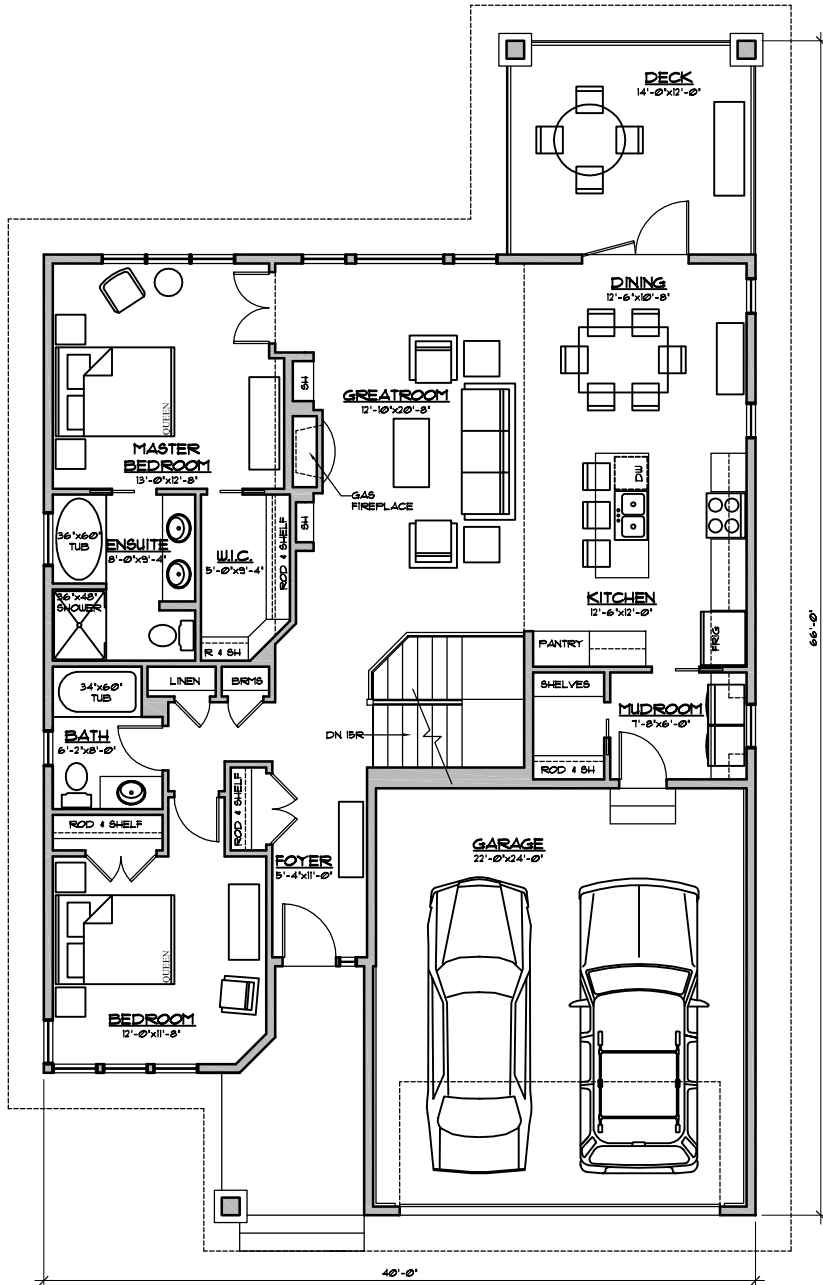 DECK
14'-0"x12'-0"
DINING
12'-6"x10'-8"
SH
GREATROOM
12'-10"x20'-8"
QUEEN
MASTER
BEDROOM
13'-0"x12'-8"
DW
GAS
FIREPLACE
SH
36"x60"
TUB
ENSUITE
8'-0"x9'-4"
ROD & SHELF
W.I.C.
5'-0"x9'-4"
36"x48"
SHOWER
KITCHEN
12'-6"x12'-0"
FRIG
R & SH
PANTRY
LINEN
BRMS
34"x60"
TUB
SHELVES
MUDROOM
7'-8"x6'-0"
BATH
6'-2"x8'-0"
DN 15R
ROD & SH
ROD & SHELF
ROD & SHELF
FOYER
5'-4"x11'-0"
GARAGE
22'-0"x24'-0"
QUEEN
BEDROOM
12'-0"x11'-8"
66'-0"
40'-0"